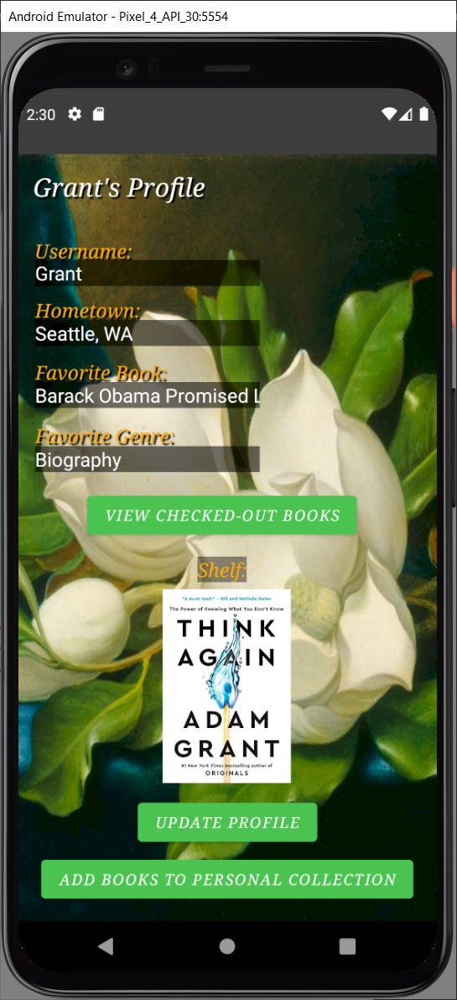 Android Emulator - Pixel_4_API_30:5554
2:30
Grant's Profile
Username:
Grant
Hometown:
Seattle, WA
Favorite Book:
Barack Obama Promised L
Favorite Genre:
Biography
VIEW CHECKED-OUT BOOKS
Shelf:
"A must read." —Bill and Melinda Gates
The Power of Knowing What You Don't Know
THINK
AGAIN
ADAM
GRANT
#1 New York Times bestselling author of
ORIGINALS
UPDATE PROFILE
ADD BOOKS TO PERSONAL COLLECTION